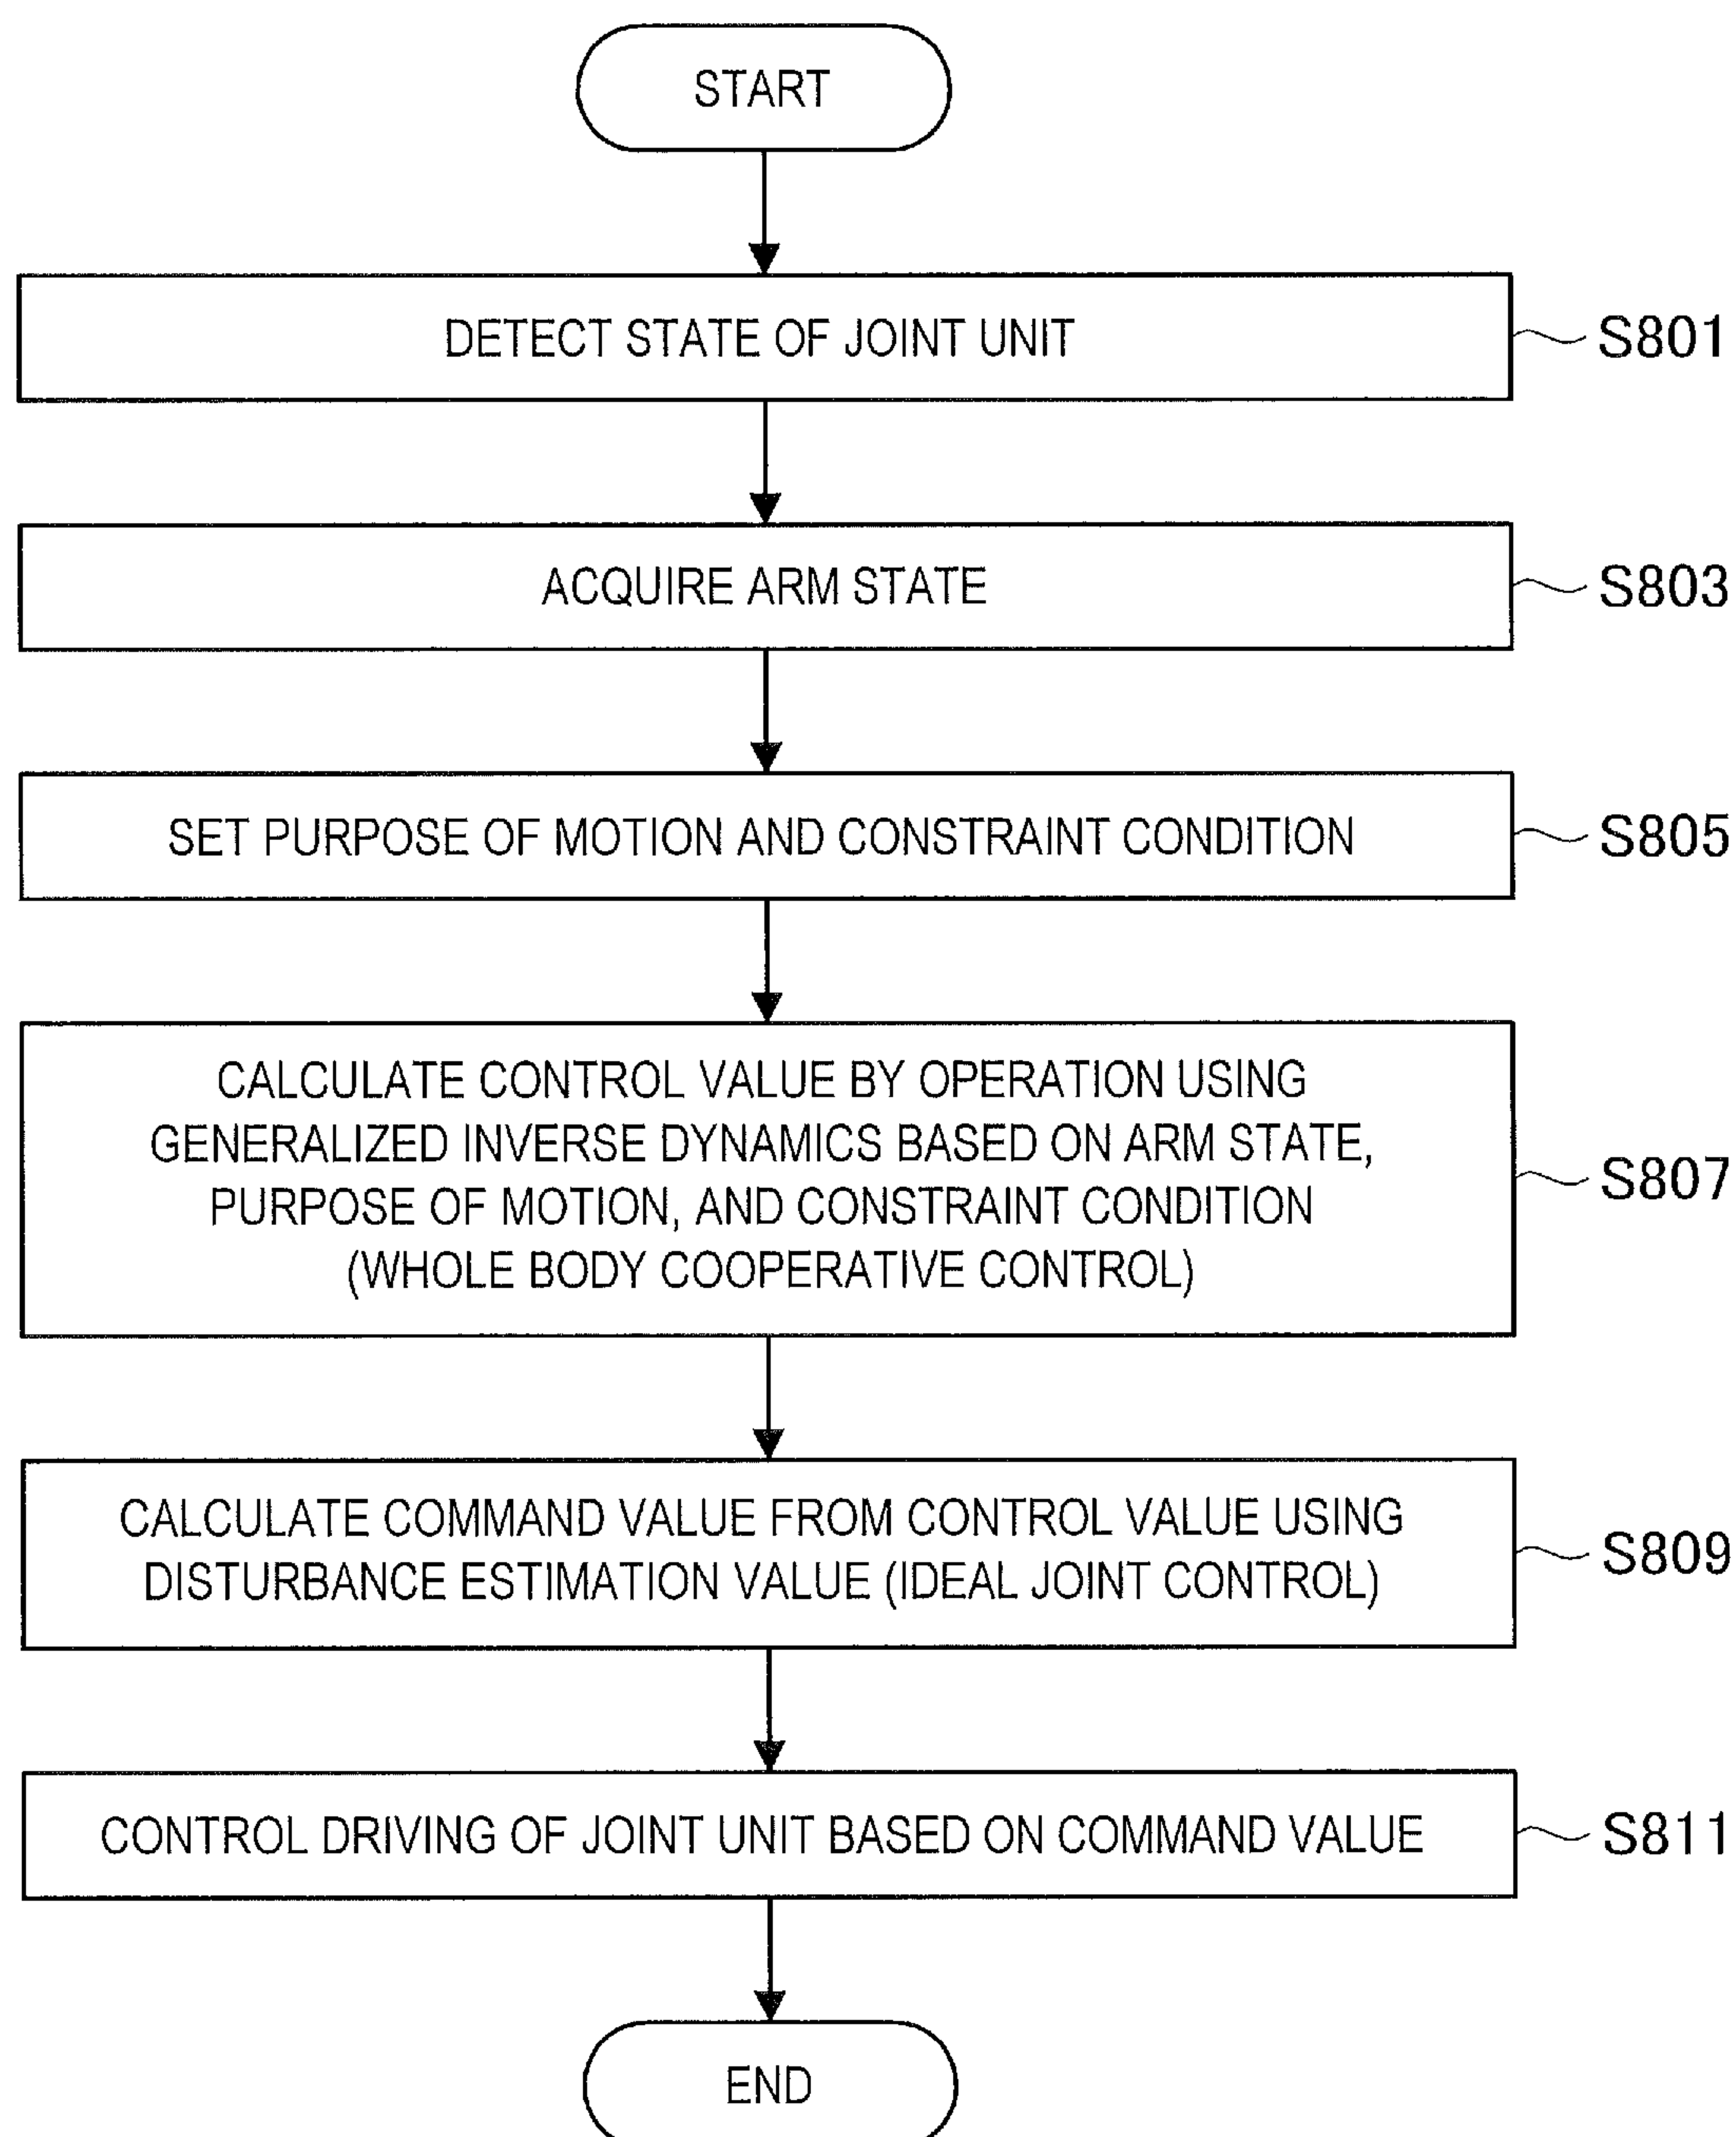 START
DETECT STATE OF JOINT UNIT
S801
ACQUIRE ARM STATE
S803
SET PURPOSE OF MOTION AND CONSTRAINT CONDITION
S805
CALCULATE CONTROL VALUE BY OPERATION USING
GENERALIZED INVERSE DYNAMICS BASED ON ARM STATE,
PURPOSE OF MOTION, AND CONSTRAINT CONDITION
(WHOLE BODY COOPERATIVE CONTROL)
S807
CALCULATE COMMAND VALUE FROM CONTROL VALUE USING
DISTURBANCE ESTIMATION VALUE (IDEAL JOINT CONTROL)
S809
CONTROL DRIVING OF JOINT UNIT BASED ON COMMAND VALUE
S811
END